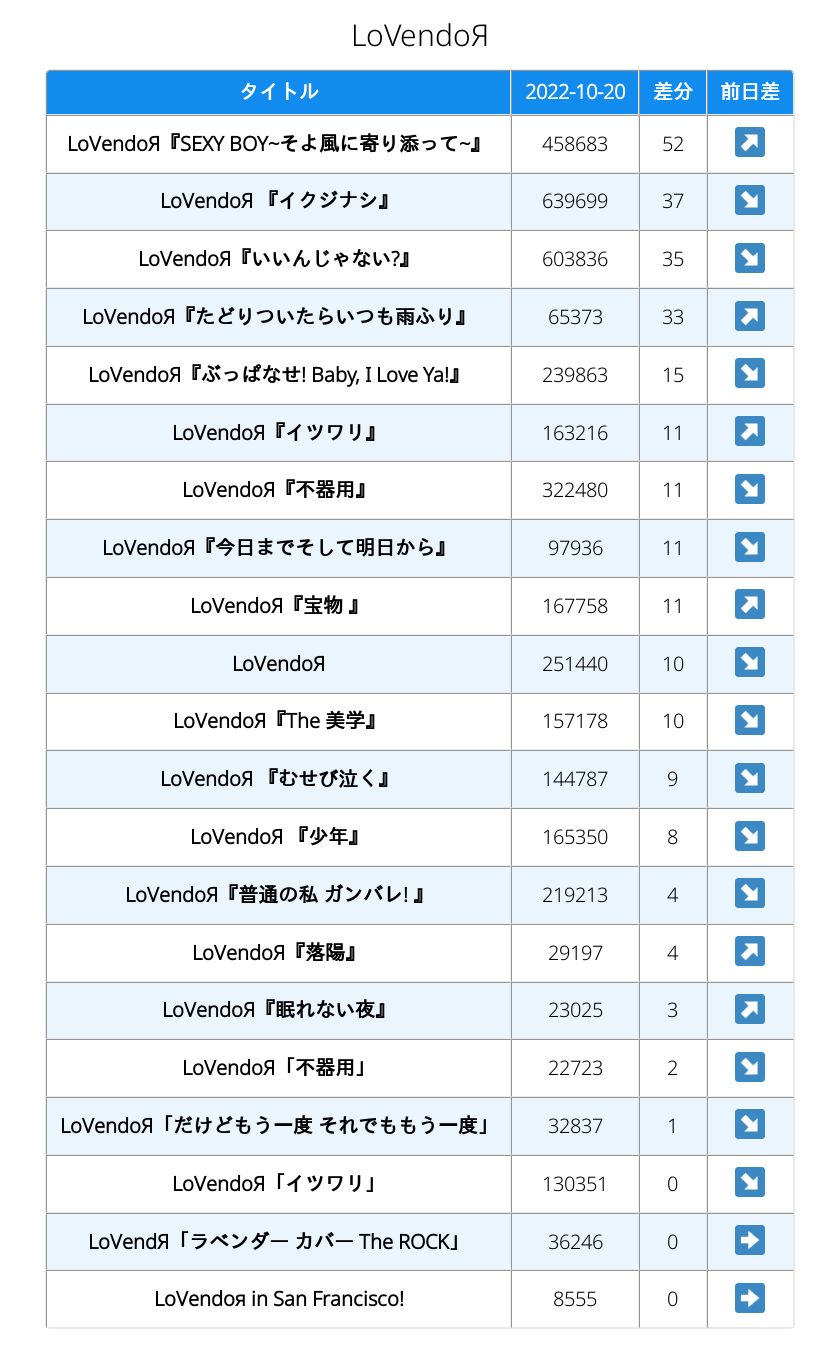 LoVendoЯ
タイトル 2022-10-20 差分 前日差
LoVendoЯ『SEXY BOY~そよ風に寄り添って~』 458683 52
LoVendoЯ 『イクジナシ』 639699 37
LoVendoЯ『いいんじゃない?』 603836 35
LoVendoЯ『たどりついたらいつも雨ふり』 65373 33
LoVendoЯ『ぶっぱなせ! Baby, I Love Ya!』 239863 15
LoVendoЯ『イツワリ』 163216 11
LoVendoЯ『不器用』 322480 11
LoVendoЯ『今日までそして明日から』 97936 11
LoVendoЯ『宝物 』 167758 11
LoVendoЯ 251440 10
LoVendoЯ『The 美学』 157178 10
LoVendoЯ 『むせび泣く』 144787 9
LoVendoЯ 『少年』 165350 8
LoVendoЯ『普通の私 ガンバレ! 』 219213 4
LoVendoЯ『落陽』 29197 4
LoVendoЯ『眠れない夜』 23025 3
LoVendoЯ「不器用」 22723 2
LoVendoЯ「だけどもう一度 それでももう一度」 32837 1
LoVendoЯ「イツワリ」 130351 0
LoVendЯ「ラベンダー カバー The ROCK」 36246 0
LoVendoя in San Francisco! 8555 0